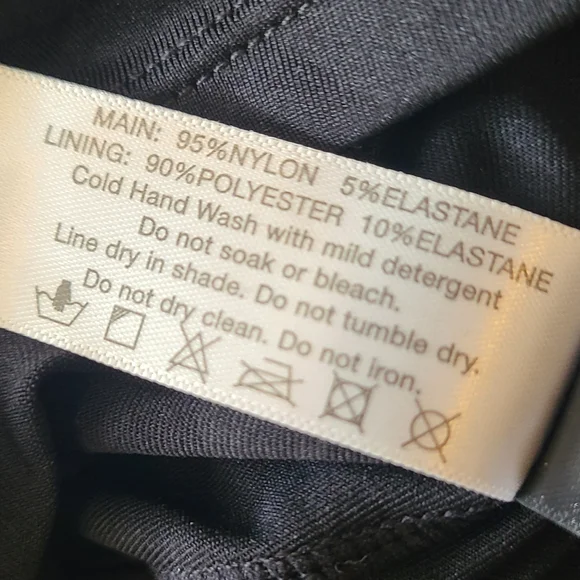 MAIN: 95%NYLON 5%ELASTANE
LINING: 90%POLYESTER 10%ELASTANE
Cold Hand Wash with mild detergent
Do not soak or bleach.
Line dry in shade. Do not tumble dry.
Do not dry clean. Do not iron.